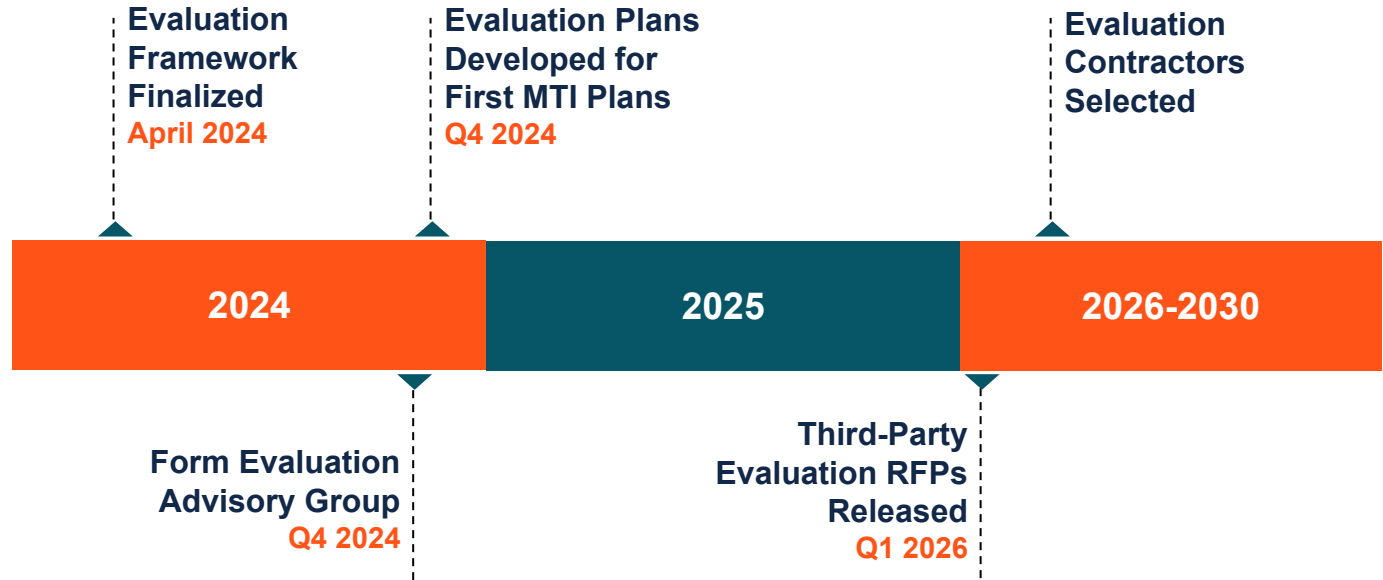 Evaluation
Framework
Finalized
April 2024
Evaluation Plans
Developed for
First MTI Plans
Q4 2024
Evaluation
Contractors
Selected
2024
2025
2026-2030
Form Evaluation
Advisory Group
Q4 2024
Third-Party
Evaluation RFPs
Released
Q1 2026